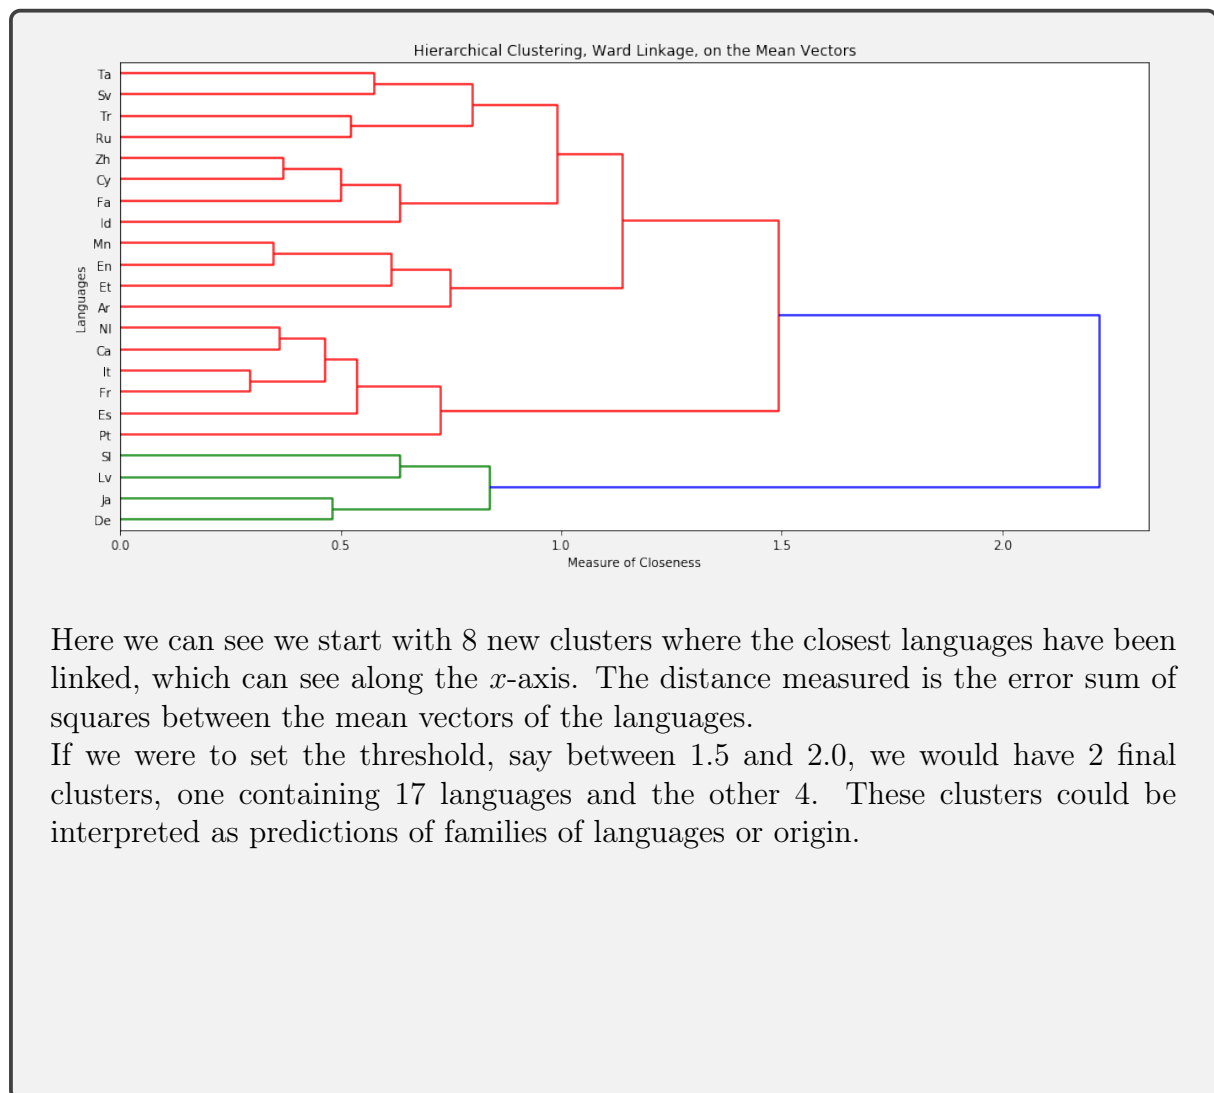 Hierarchical Clustering, Ward Linkage, on the Mean Vectors
Ta
Sv
Tr
Ru
Zh
Cy
Fa
Id
Mn
En
Et
Ar
Nl
Ca
It
Fr
Es
Pt
Sl
Lv
Ja
De
Languages
0.0 0.5 1.0 1.5 2.0
Measure of Closeness
Here we can see we start with 8 new clusters where the closest languages have been
linked, which can see along the x-axis. The distance measured is the error sum of
squares between the mean vectors of the languages.
If we were to set the threshold, say between 1.5 and 2.0, we would have 2 final
clusters, one containing 17 languages and the other 4. These clusters could be
interpreted as predictions of families of languages or origin.